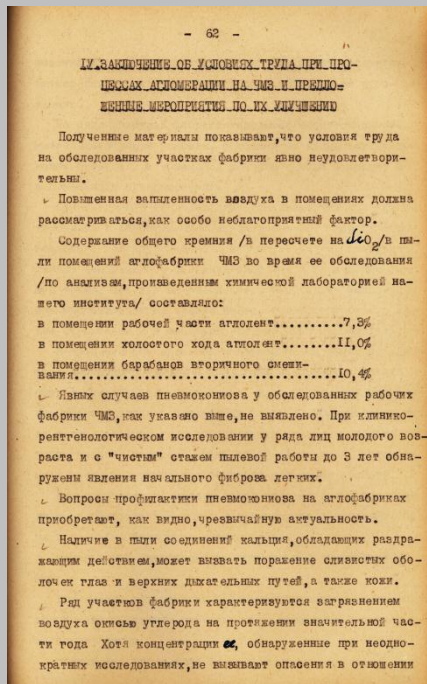 - 62 -
IУ.ЗАКЛЮЧЕНИЕ ОБ УСЛОВИЯХ ТРУДА ПРИ ПРО-
ЦЕССАХ АГЛОМЕРАЦИИ НА ЧМЗ И ПРЕДЛО-
ЖЕННЫЕ МЕРОПРИЯТИЯ ПО ИХ УЛУЧШЕНИЮ
Полученные материалы показывают,что условия труда
на обследованных участках фабрики явно неудовлетвори-
тельны.
Повышенная запыленность воздуха в помещениях должна
рассматриваться,как особо неблагоприятный фактор.
Содержание общего кремния /в пересчете на SiO2/в пы-
ли помещений аглофабрики ЧМЗ во время ее обследования
/по анализам,произведенным химической лабораторией на-
шего института/ составляло:
в помещении рабочей части аглолент..........7,3%
в помещении холостого хода аглолент.........11,0%
в помещении барабанов вторичного смеши-
вания.......................................10,4%
Явных случаев пневмокониоза у обследованных рабочих
фабрики ЧМЗ,как указано выше,не выявлено. При клинико-
рентгенологическом исследовании у ряда лиц молодого воз-
раста и с "чистым" стажем пылевой работы до 3 лет обна-
ружены явления начального фиброза легких.
Вопросы профилактики пневмокониоза на аглофабриках
приобретают, как видно,чрезвычайную актуальность.
Наличие в пыли соединений кальция,обладающих раздра-
жающим действием,может вызвать поражение слизистых обо-
лочек глаз и верхних дыхательных путей,а также кожи.
Ряд участков фабрики характеризуются загрязнением
воздуха окисью углерода на протяжении значительной час-
ти года Хотя концентрации ее, обнаруженные при неодно-
кратных исследованиях,не вызывают опасения в отношении